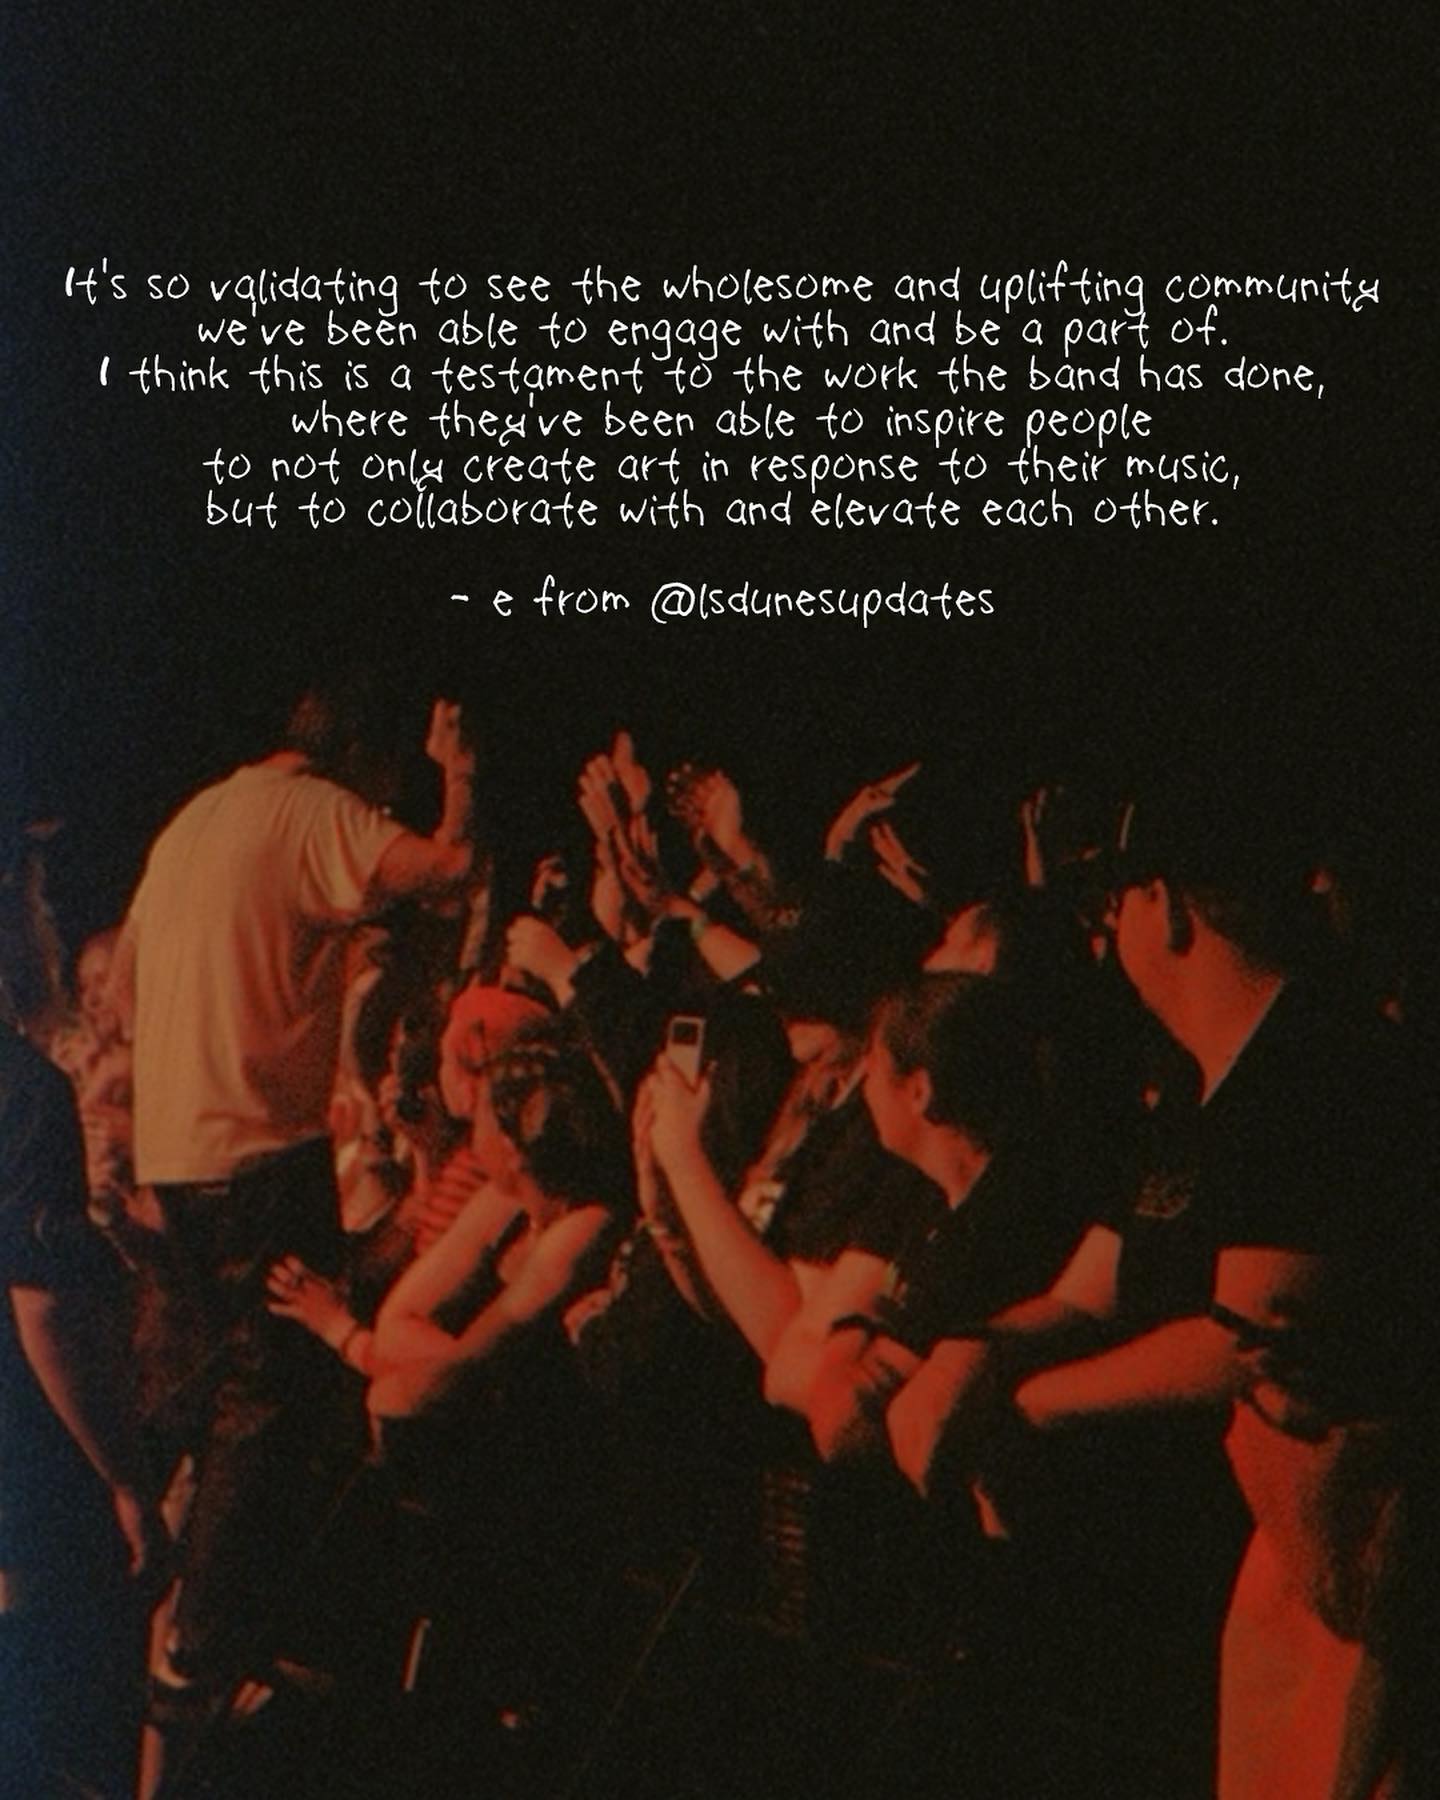 It's so validating to see the wholesome and uplifting community
we've been able to engage with and be a part of.
I think this is a testament to the work the band has done,
where they've been able to inspire people
to not only create art in response to their music,
but to collaborate with and elevate each other.
- e from @lsdunesupdates